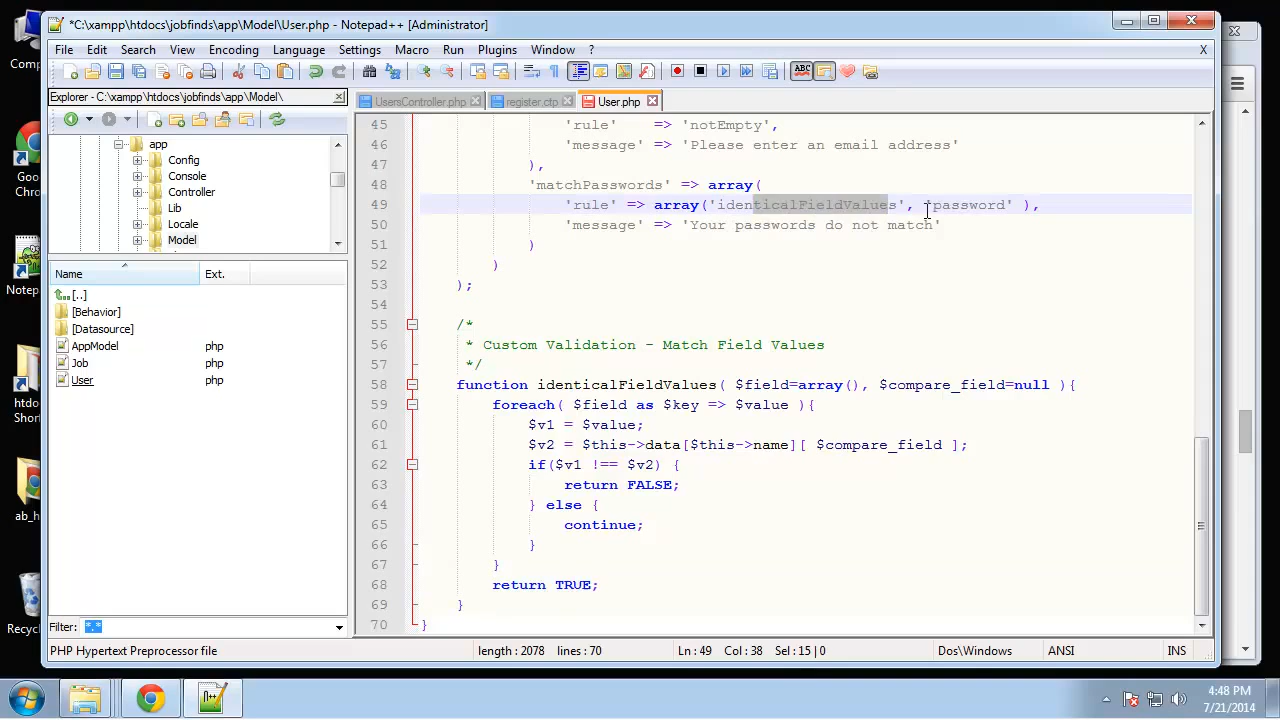 *C:\xampp\htdocs\jobfinds\app\Model\User.php - Notepad++ [Administrator]
File Edit Search View Encoding Language Settings Macro Run Plugins Window ? X
Explorer - C:\xampp\htdocs\jobfinds\app\Model\
UsersController.php register.ctp User.php
app
Config
Console
Controller
Lib
Locale
Model
Name Ext.
[..]
[Behavior]
[Datasource]
AppModel php
Job php
User php
Filter: *.*
45 'rule' => 'notEmpty',
46 'message' => 'Please enter an email address'
47 ),
48 'matchPasswords' => array(
49 'rule' => array('identicalFieldValues', 'password' ),
50 'message' => 'Your passwords do not match'
51 )
52 )
53 );
54
55 /*
56 * Custom Validation - Match Field Values
57 */
58 function identicalFieldValues( $field=array(), $compare_field=null ){
59 foreach( $field as $key => $value ){
60 $v1 = $value;
61 $v2 = $this->data[$this->name][ $compare_field ];
62 if($v1 !== $v2) {
63 return FALSE;
64 } else {
65 continue;
66 }
67 }
68 return TRUE;
69 }
70 }
PHP Hypertext Preprocessor file length : 2078 lines : 70 Ln : 49 Col : 38 Sel : 15 | 0 Dos\Windows ANSI INS
Comp
Goo
Chro
Notep
htdo
Short
ab_h
Recyc
4:48 PM
7/21/2014